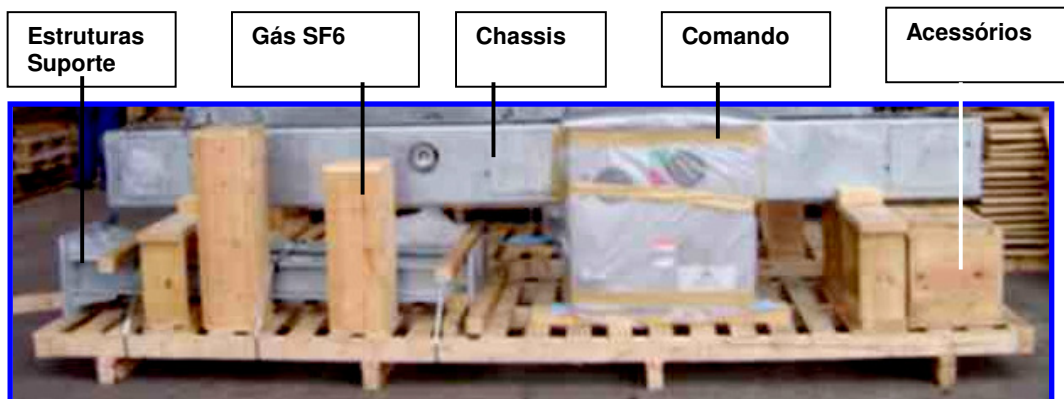 Estruturas
Suporte
Gás SF6
Chassis
Comando
Acessórios